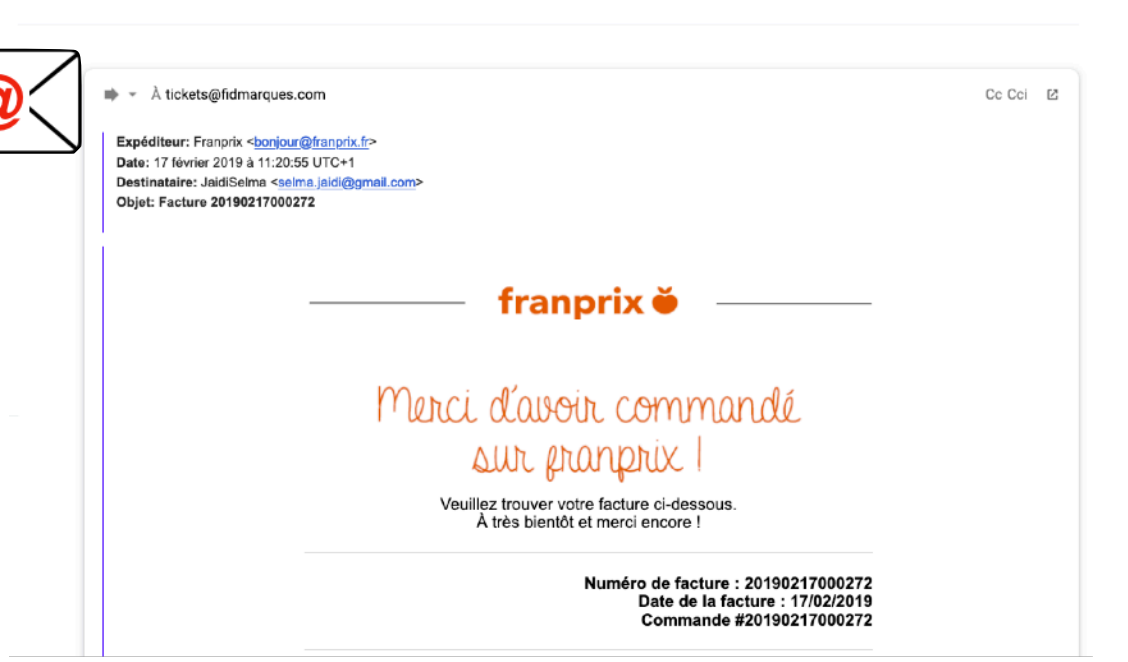 @
À tickets@fidmarques.com Cc Cci
Expéditeur: Franprix <bonjour@franprix.fr>
Date: 17 février 2019 à 11:20:55 UTC+1
Destinataire: JaidiSelma <selma.jaidi@gmail.com>
Objet: Facture 20190217000272
franprix
Merci d'avoir commandé
sur franprix !
Veuillez trouver votre facture ci-dessous.
À très bientôt et merci encore !
Numéro de facture : 20190217000272
Date de la facture : 17/02/2019
Commande #20190217000272